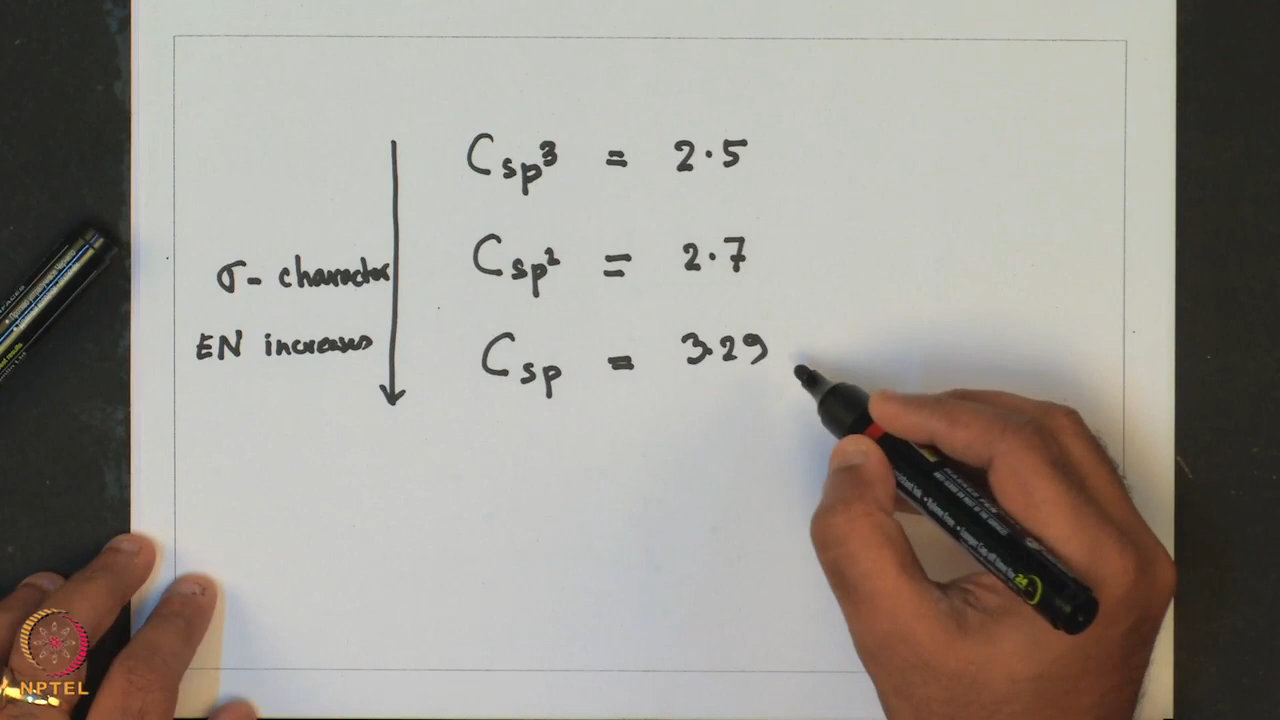 C sp³ = 2.5
C sp² = 2.7
σ- character
EN increases
C sp = 3.29
NPTEL